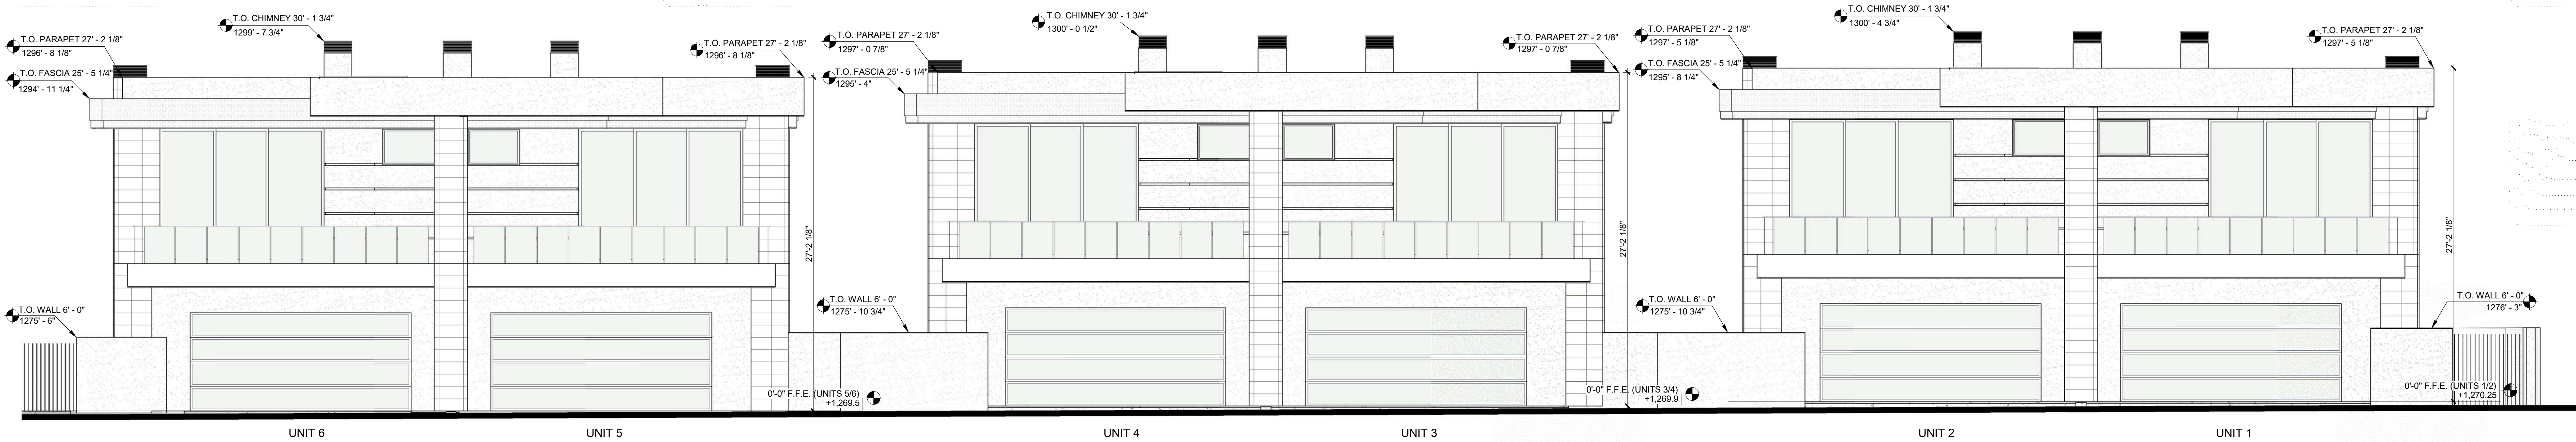 T.O. CHIMNEY 30' - 1 3/4"
1299' - 7 3/4"
T.O. PARAPET 27' - 2 1/8"
1296' - 8 1/8"
T.O. FASCIA 25' - 5 1/4"
1294' - 11 1/4"
T.O. PARAPET 27' - 2 1/8"
1296' - 8 1/8"
T.O. WALL 6' - 0"
1275' - 6"
27'-2 1/8"
0'-0" F.F.E. (UNITS 5/6)
+1,269.5
UNIT 6
UNIT 5
T.O. CHIMNEY 30' - 1 3/4"
1300' - 0 1/2"
T.O. PARAPET 27' - 2 1/8"
1297' - 0 7/8"
T.O. FASCIA 25' - 5 1/4"
1295' - 4"
T.O. PARAPET 27' - 2 1/8"
1297' - 0 7/8"
T.O. WALL 6' - 0"
1275' - 10 3/4"
27'-2 1/8"
0'-0" F.F.E. (UNITS 3/4)
+1,269.9
UNIT 4
UNIT 3
T.O. CHIMNEY 30' - 1 3/4"
1300' - 4 3/4"
T.O. PARAPET 27' - 2 1/8"
1297' - 5 1/8"
T.O. FASCIA 25' - 5 1/4"
1295' - 8 1/4"
T.O. PARAPET 27' - 2 1/8"
1297' - 5 1/8"
T.O. WALL 6' - 0"
1275' - 10 3/4"
27'-2 1/8"
T.O. WALL 6' - 0"
1276' - 3"
0'-0" F.F.E. (UNITS 1/2)
+1,270.25
UNIT 2
UNIT 1